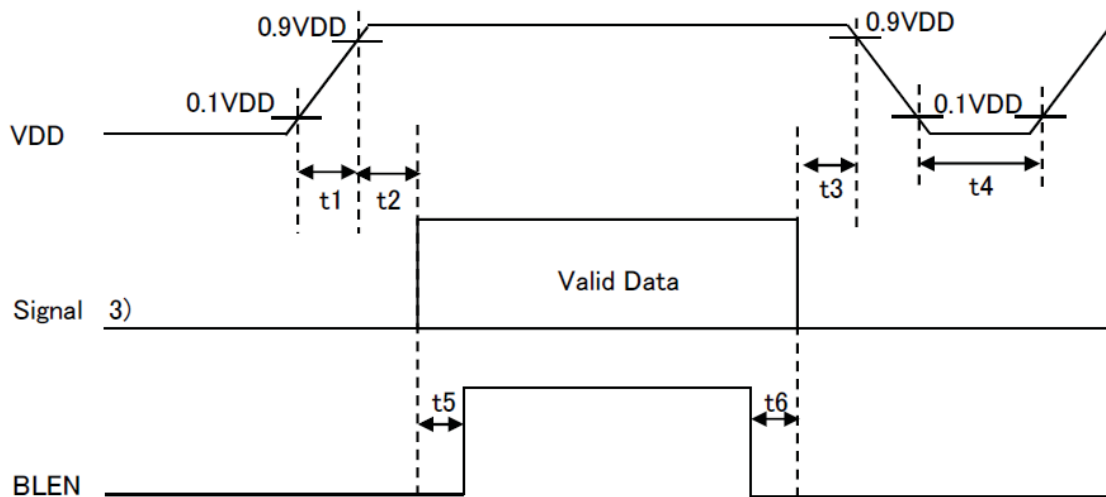 0.9VDD
0.9VDD
0.1VDD
0.1VDD
VDD
t1
t2
t3
t4
Valid Data
Signal 3)
t5
t6
BLEN